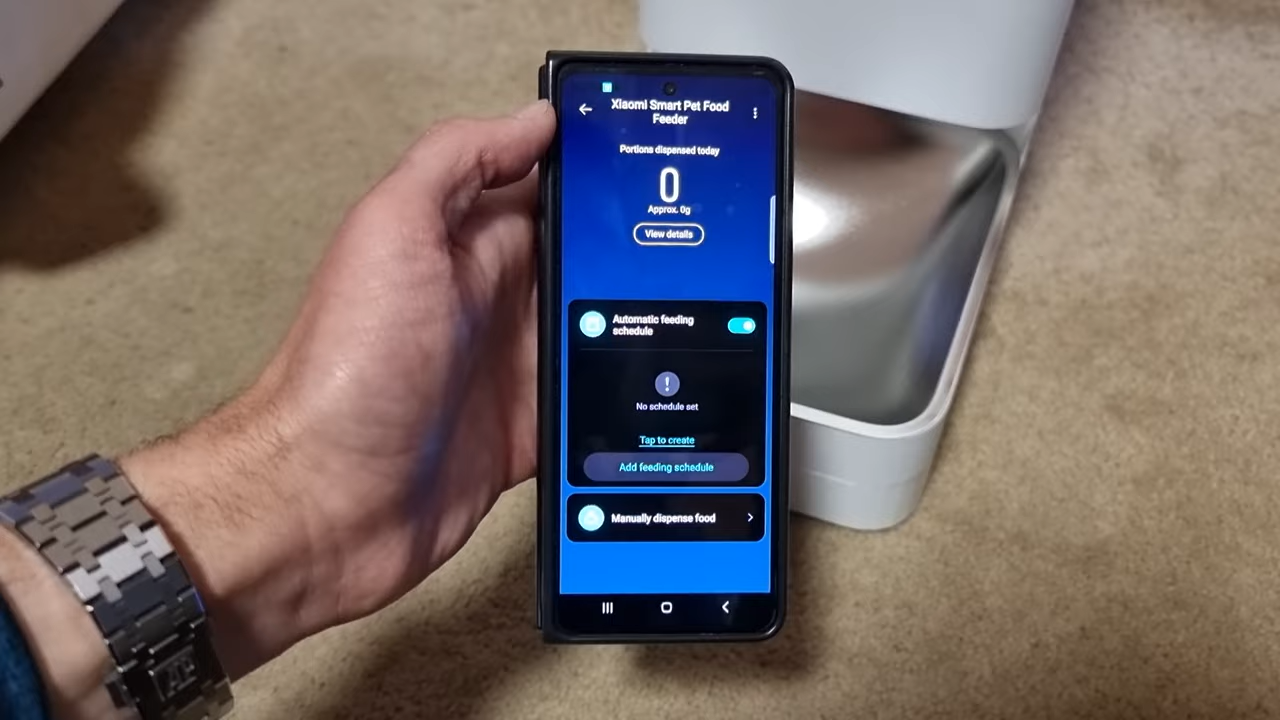 Xiaomi Smart Pet Food
Feeder
Portions dispensed today
0
Approx. 0g
View details
Automatic feeding
schedule
!
No schedule set
Tap to create
Add feeding schedule
Manually dispense food
AP